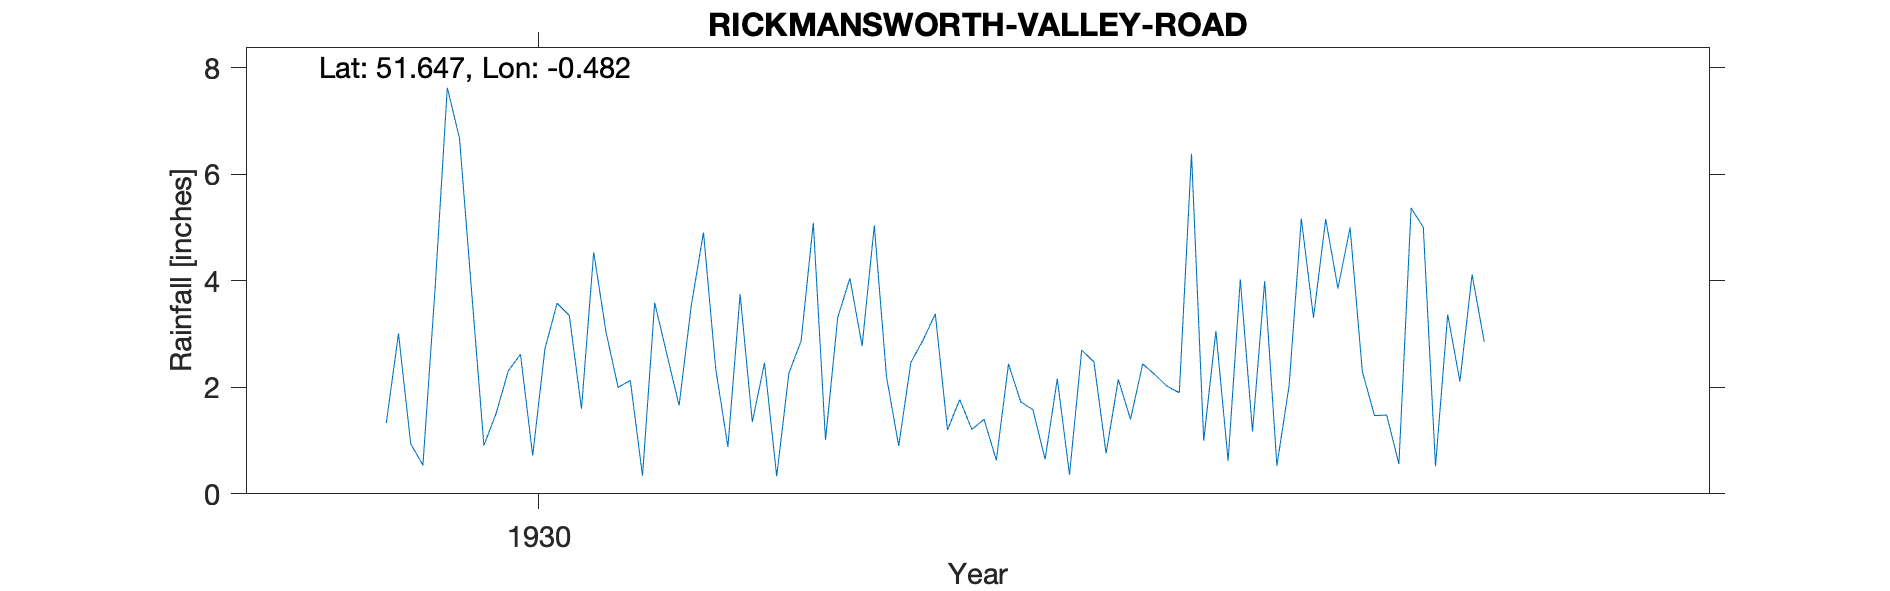 RICKMANSWORTH-VALLEY-ROAD
Lat: 51.647, Lon: -0.482
8
6
4
2
0
Rainfall [inches]
1930
Year